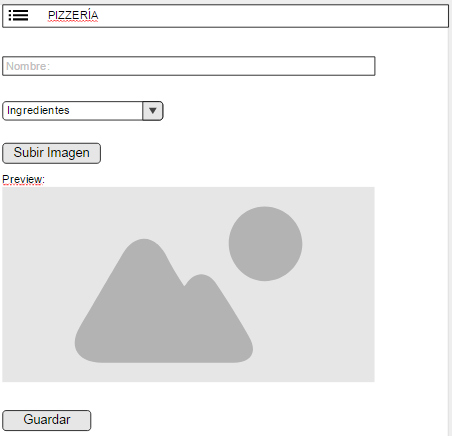 PIZZERÍA
Nombre:
Ingredientes
Subir Imagen
Preview:
Guardar